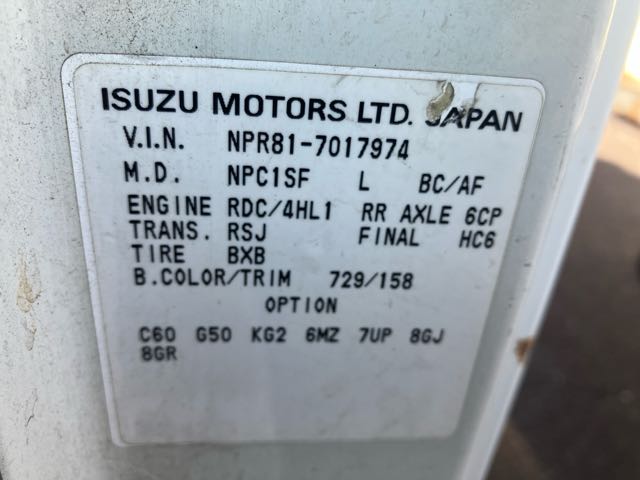 ISUZU MOTORS LTD. JAPAN
V.I.N. NPR81-7017974
M.D. NPC1SF L BC/AF
ENGINE RDC/4HL1 RR AXLE 6CP
TRANS. RSJ FINAL HC6
TIRE BXB
B.COLOR/TRIM 729/158
OPTION
C60 G50 KG2 6MZ 7UP 8GJ
8GR